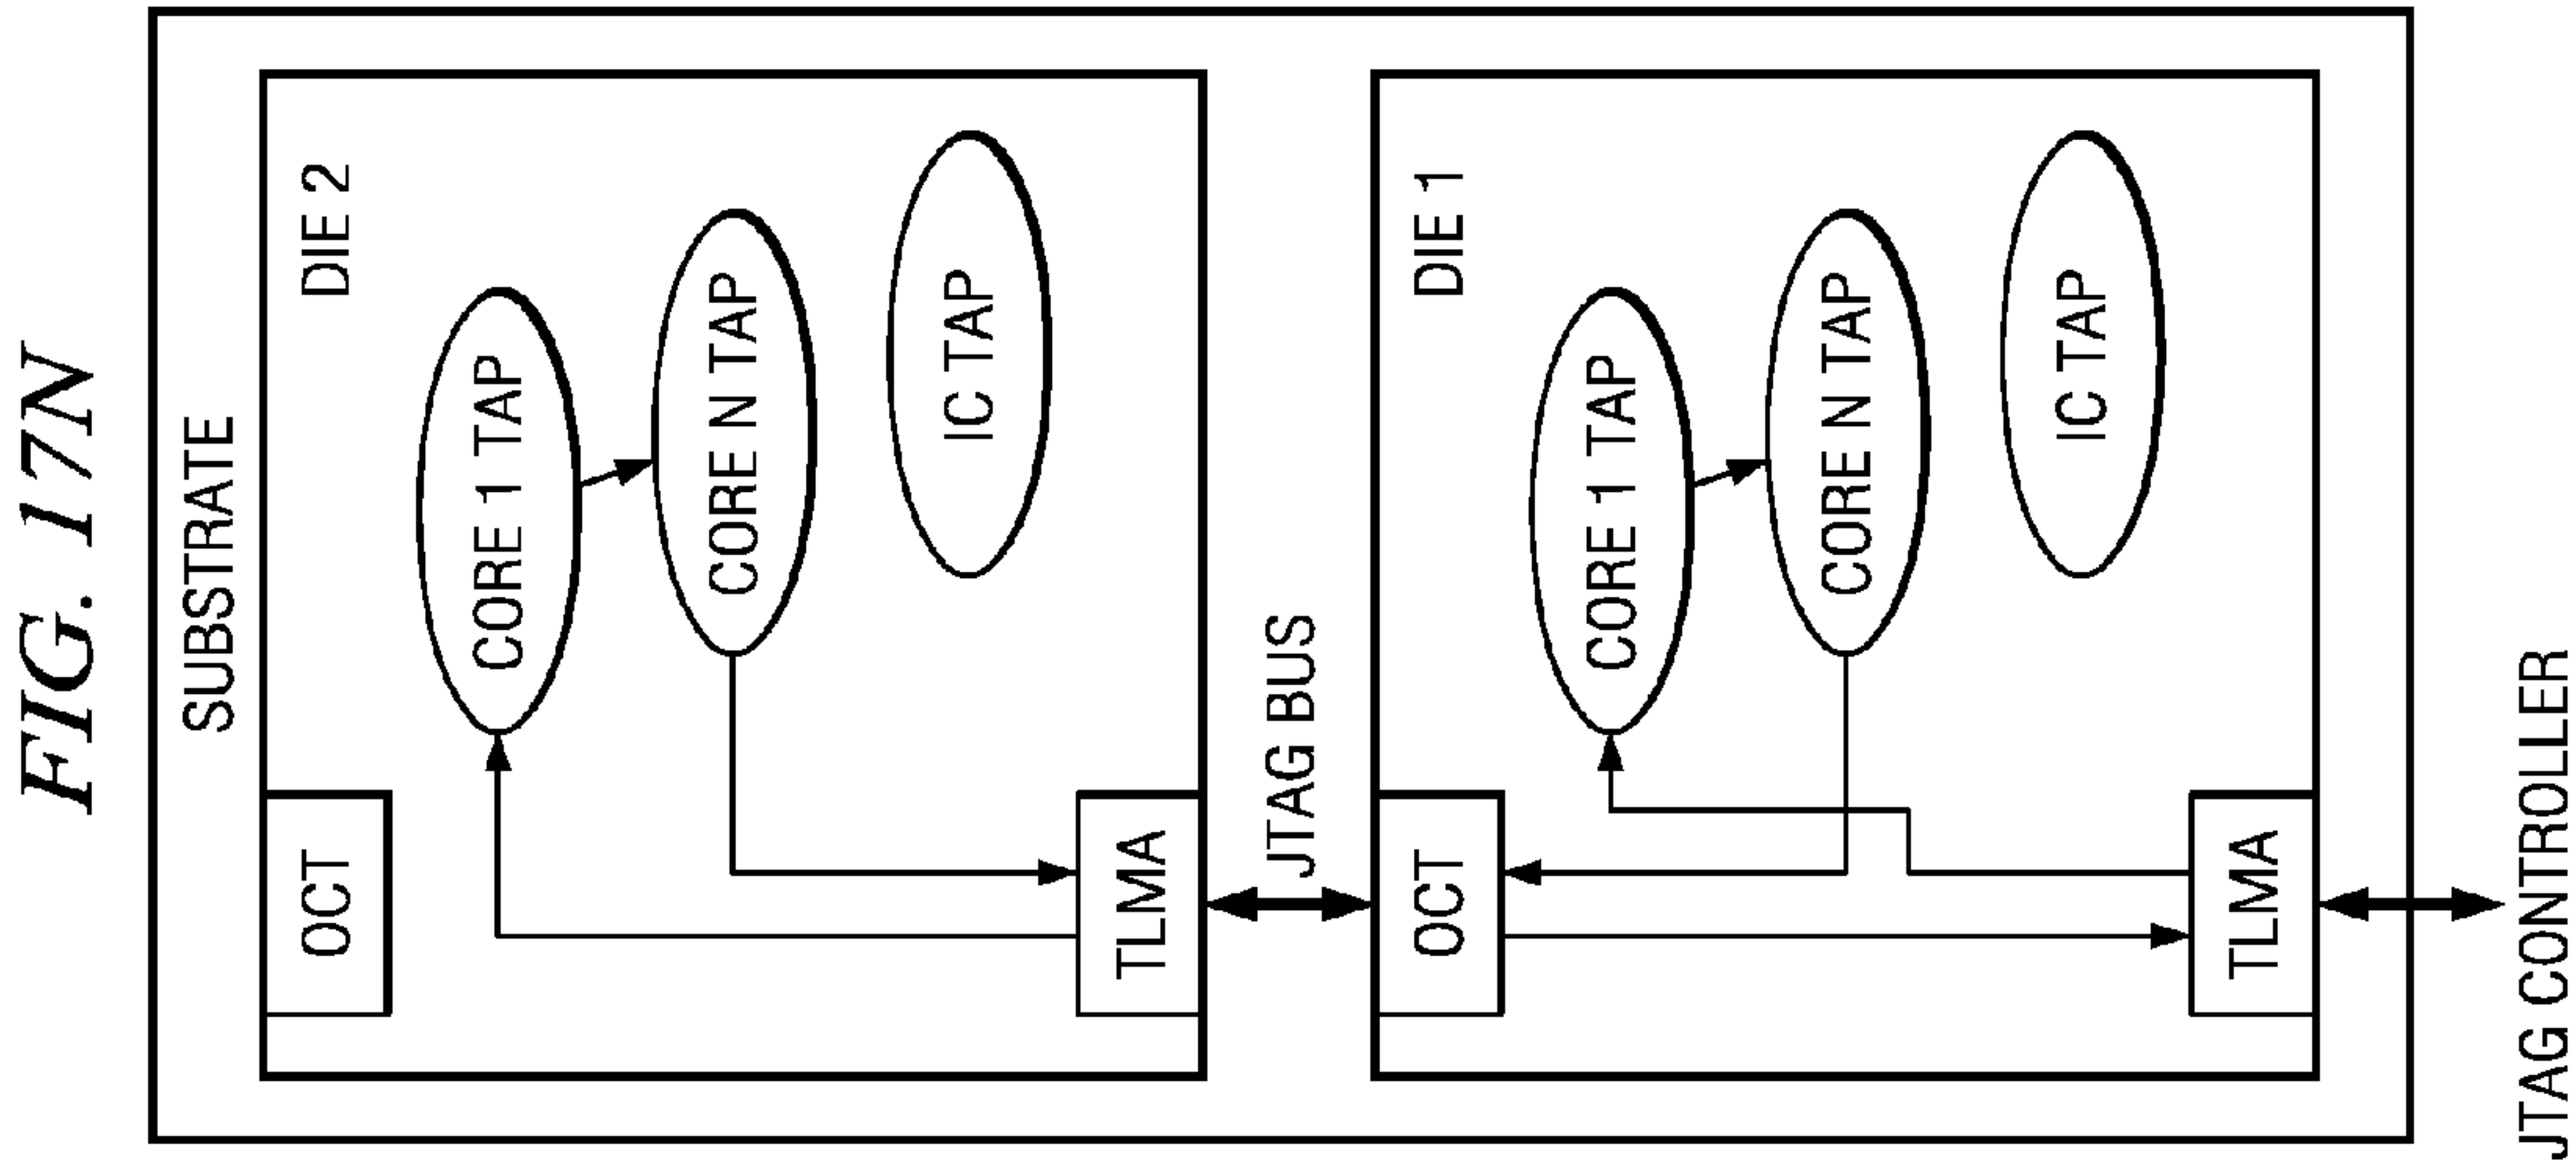 FIG. 17N
SUBSTRATE
DIE 2
OCT
CORE 1 TAP
CORE N TAP
IC TAP
TLMA
JTAG BUS
DIE 1
OCT
CORE 1 TAP
CORE N TAP
IC TAP
TLMA
JTAG CONTROLLER